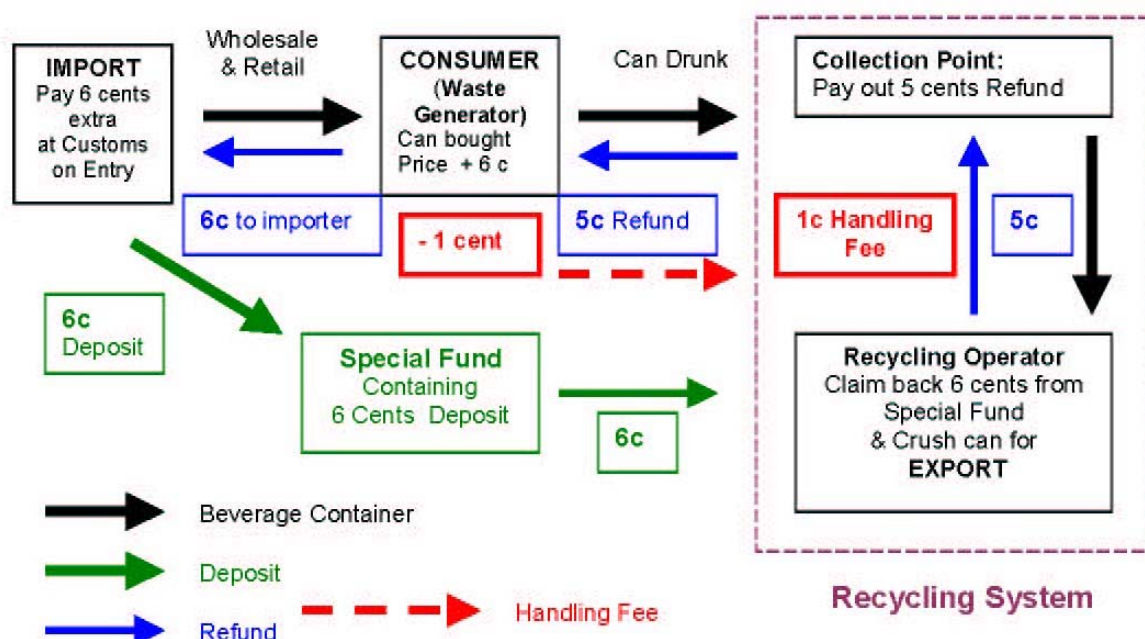 IMPORT
Pay 6 cents
extra
at Customs
on Entry
Wholesale
& Retail
CONSUMER
(Waste
Generator)
Can bought
Price + 6 c
Can Drunk
Collection Point:
Pay out 5 cents Refund
6c to importer
- 1 cent
5c Refund
1c Handling
Fee
5c
6c
Deposit
Special Fund
Containing
6 Cents Deposit
6c
Recycling Operator
Claim back 6 cents from
Special Fund
& Crush can for
EXPORT
Beverage Container
Deposit
Refund
Handling Fee
Recycling System